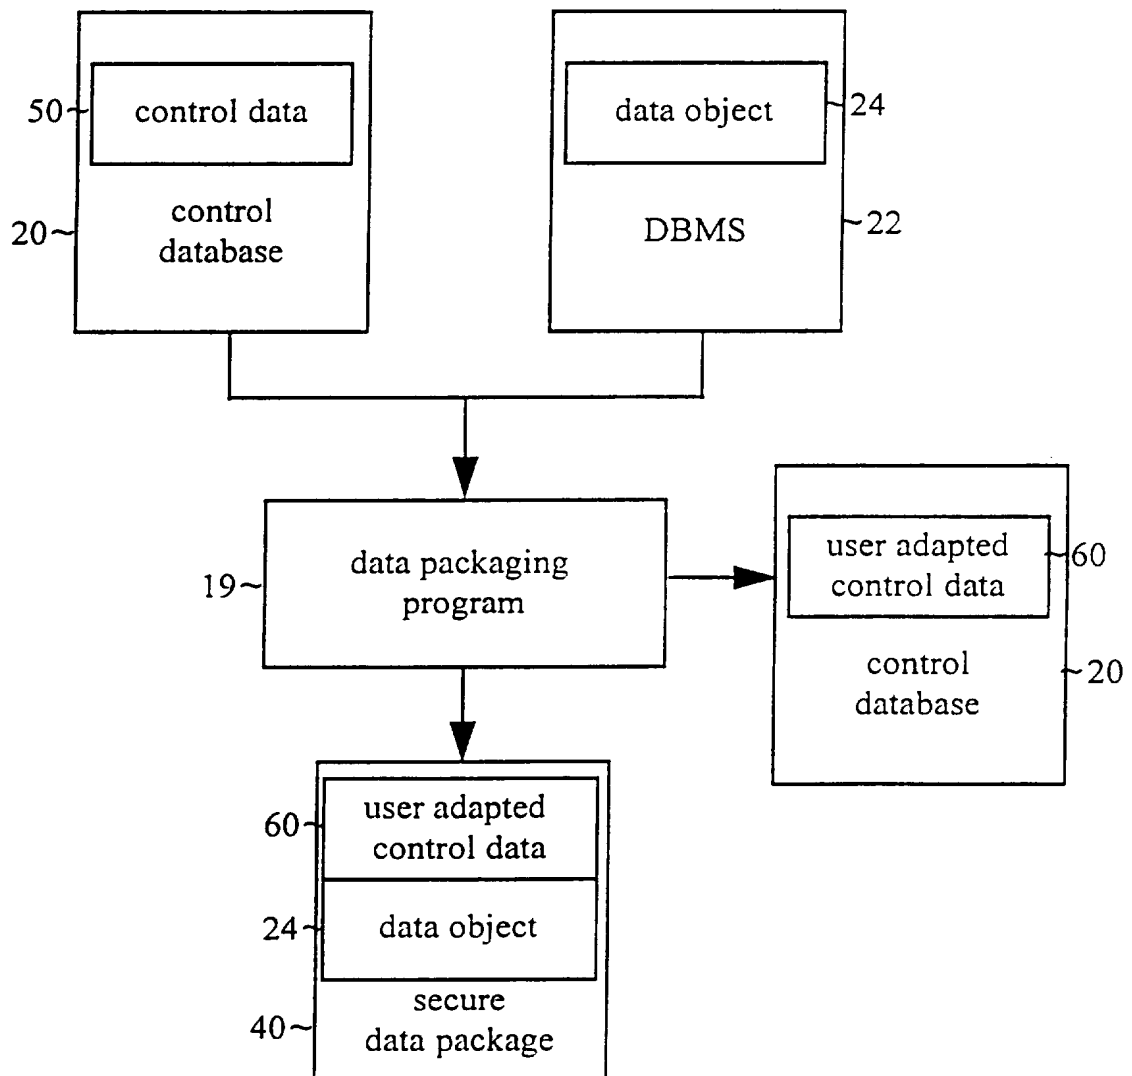 50 control data
20 control
database
data object 24
DBMS 22
19 data packaging
program
user adapted 60
control data
control 20
database
60 user adapted
control data
24 data object
secure
40 data package